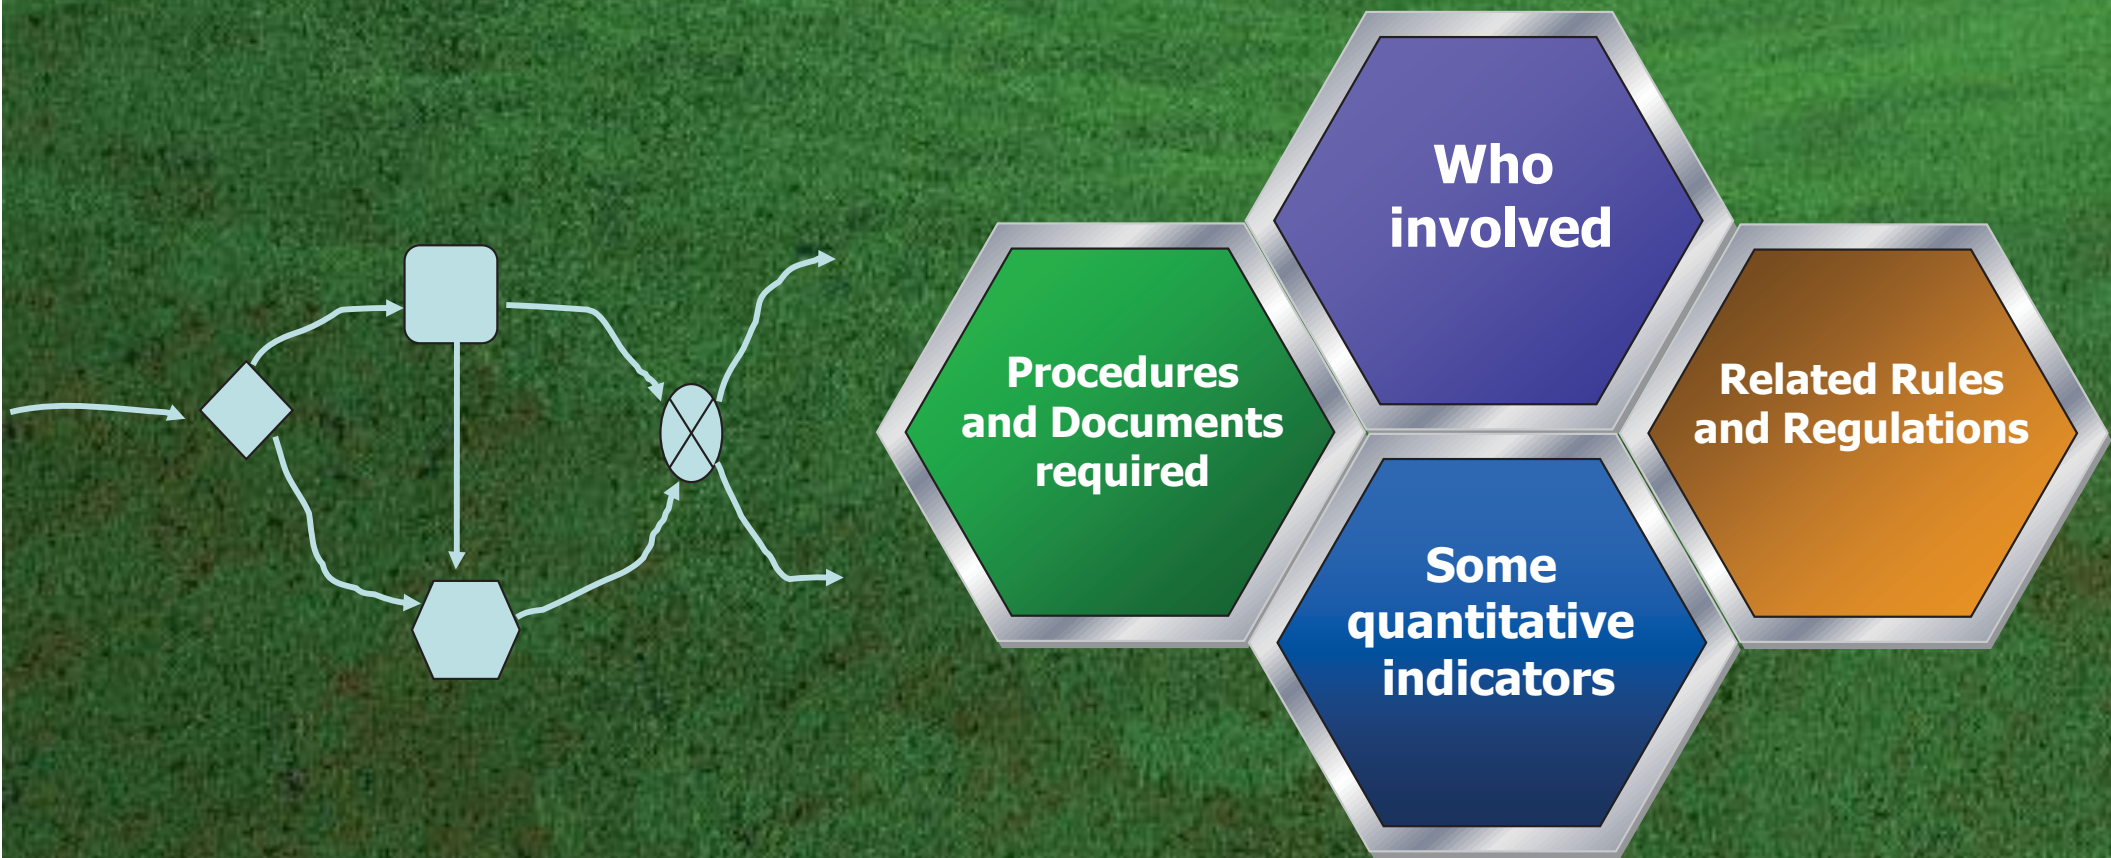 Who
involved
Procedures
and Documents
required
Related Rules
and Regulations
Some
quantitative
indicators